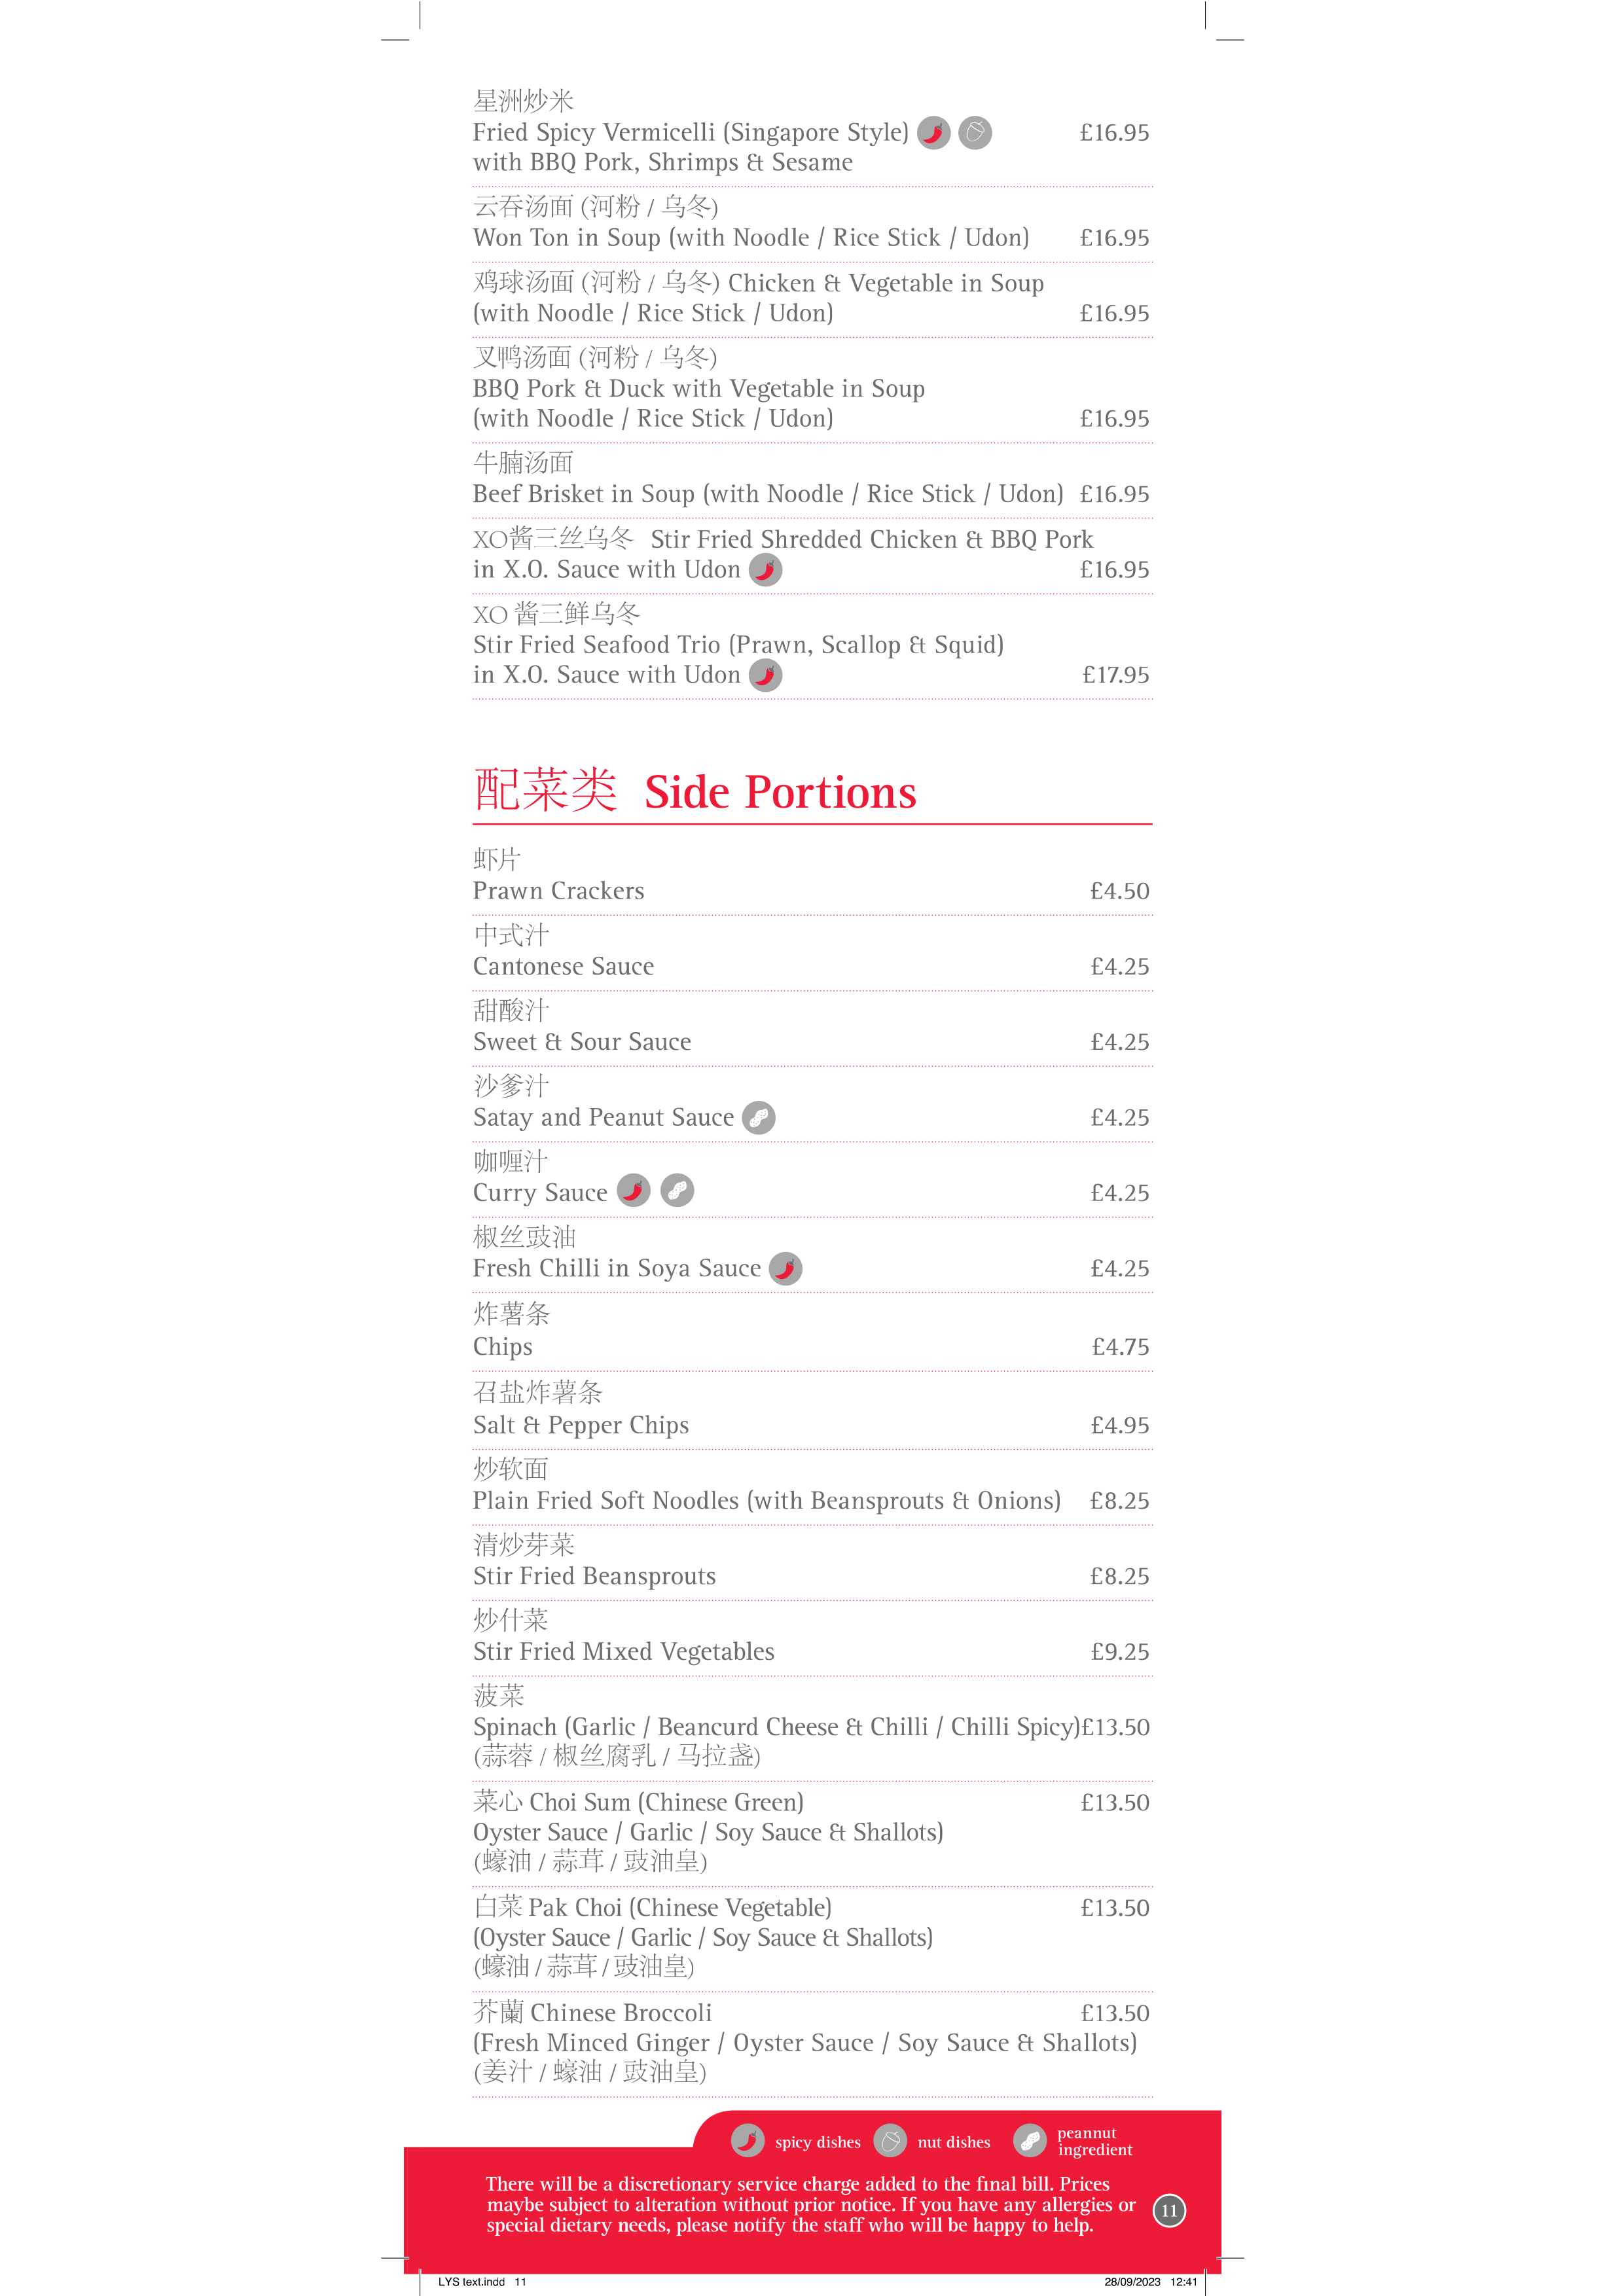 星洲炒米
Fried Spicy Vermicelli (Singapore Style) £16.95
with BBQ Pork, Shrimps & Sesame
云吞汤面 (河粉 / 乌冬)
Won Ton in Soup (with Noodle / Rice Stick / Udon) £16.95
鸡球汤面 (河粉 / 乌冬) Chicken & Vegetable in Soup
(with Noodle / Rice Stick / Udon) £16.95
叉鸭汤面 (河粉 / 乌冬)
BBQ Pork & Duck with Vegetable in Soup
(with Noodle / Rice Stick / Udon) £16.95
牛腩汤面
Beef Brisket in Soup (with Noodle / Rice Stick / Udon) £16.95
XO酱三丝乌冬 Stir Fried Shredded Chicken & BBQ Pork
in X.O. Sauce with Udon £16.95
XO 酱三鲜乌冬
Stir Fried Seafood Trio (Prawn, Scallop & Squid)
in X.O. Sauce with Udon £17.95
配菜类 Side Portions
虾片
Prawn Crackers £4.50
中式汁
Cantonese Sauce £4.25
甜酸汁
Sweet & Sour Sauce £4.25
沙爹汁
Satay and Peanut Sauce £4.25
咖喱汁
Curry Sauce £4.25
椒丝豉油
Fresh Chilli in Soya Sauce £4.25
炸薯条
Chips £4.75
召盐炸薯条
Salt & Pepper Chips £4.95
炒软面
Plain Fried Soft Noodles (with Beansprouts & Onions) £8.25
清炒芽菜
Stir Fried Beansprouts £8.25
炒什菜
Stir Fried Mixed Vegetables £9.25
菠菜
Spinach (Garlic / Beancurd Cheese & Chilli / Chilli Spicy)£13.50
(蒜蓉 / 椒丝腐乳 / 马拉盏)
菜心 Choi Sum (Chinese Green) £13.50
Oyster Sauce / Garlic / Soy Sauce & Shallots)
(蠔油 / 蒜茸 / 豉油皇)
白菜 Pak Choi (Chinese Vegetable) £13.50
(Oyster Sauce / Garlic / Soy Sauce & Shallots)
(蠔油 / 蒜茸 / 豉油皇)
芥蘭 Chinese Broccoli £13.50
(Fresh Minced Ginger / Oyster Sauce / Soy Sauce & Shallots)
(姜汁 / 蠔油 / 豉油皇)
spicy dishes nut dishes peannut
ingredient
There will be a discretionary service charge added to the final bill. Prices
maybe subject to alteration without prior notice. If you have any allergies or
special dietary needs, please notify the staff who will be happy to help.
11
LYS text.indd 11 28/09/2023 12:41